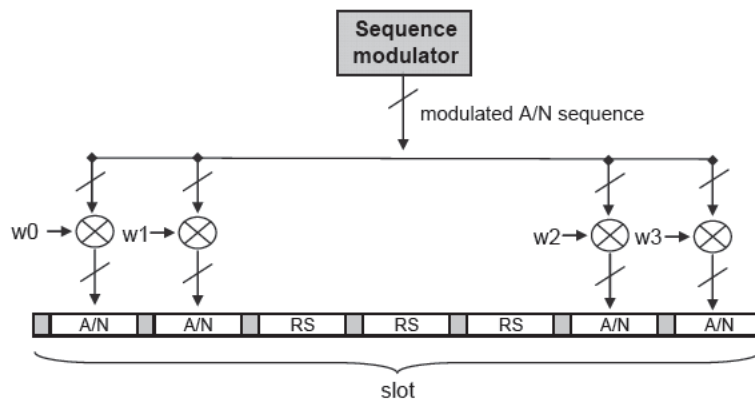 Sequence
modulator
modulated A/N sequence
w0 w1 w2 w3
A/N A/N RS RS RS A/N A/N
slot